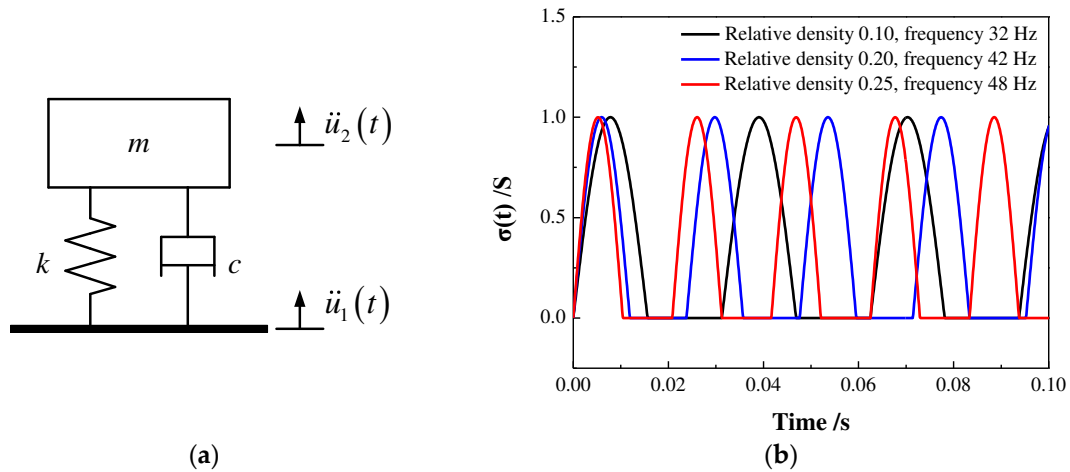 m
ü₂(t)
k
c
ü₁(t)
(a)
1.5
1.0
0.5
0.0
σ(t) /S
Relative density 0.10, frequency 32 Hz
Relative density 0.20, frequency 42 Hz
Relative density 0.25, frequency 48 Hz
0.00 0.02 0.04 0.06 0.08 0.10
Time /s
(b)